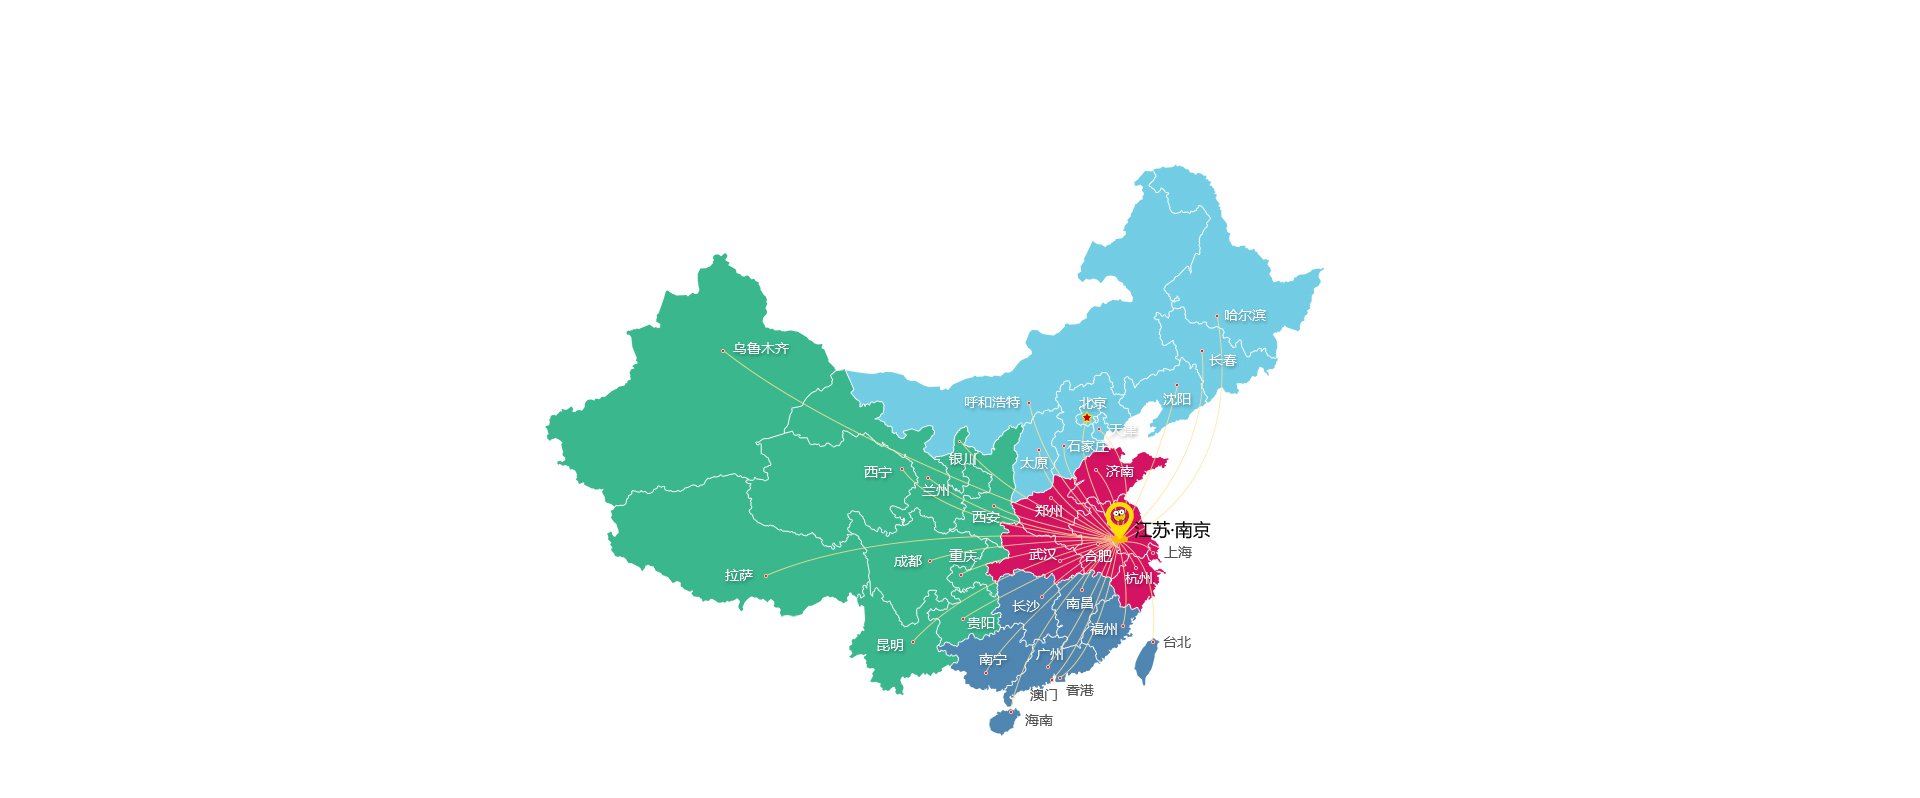 哈尔滨
乌鲁木齐
长春
沈阳
呼和浩特
北京
天津
石家庄
银川
太原
西宁
济南
兰州
郑州
西安
江苏·南京
上海
武汉
合肥
重庆
成都
拉萨
杭州
长沙
南昌
贵阳
福州
台北
昆明
广州
南宁
香港
澳门
海南